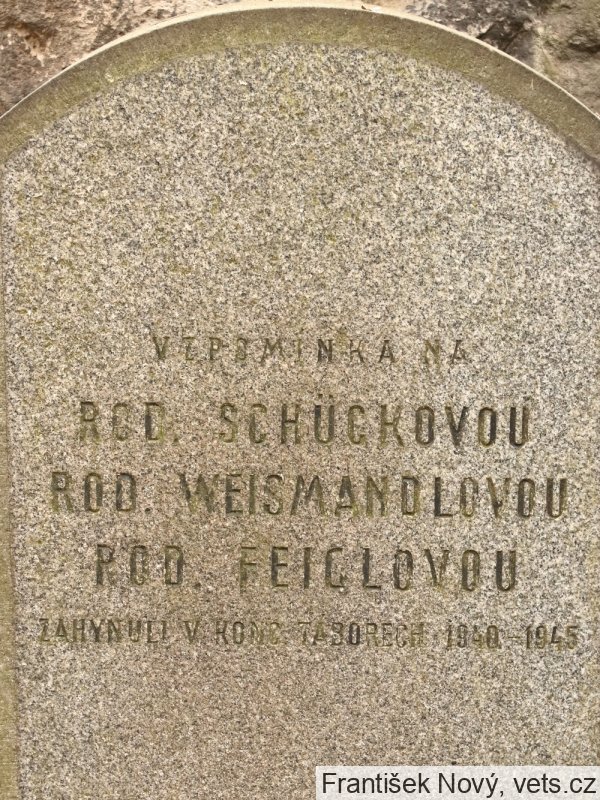 VZPOMÍNKA NA
ROD. SCHÜCKOVOU
ROD. WEISMANDLOVOU
ROD. FEIGLOVOU
ZAHYNULI V KONC. TÁBORECH. 1940-1945
František Nový, vets.cz